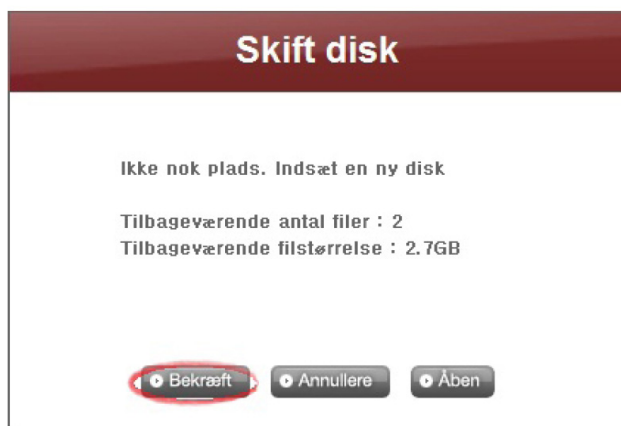 Skift disk
Ikke nok plads. Indsæt en ny disk
Tilbageværende antal filer : 2
Tilbageværende filstørrelse : 2.7GB
Bekræft Annullere Åben